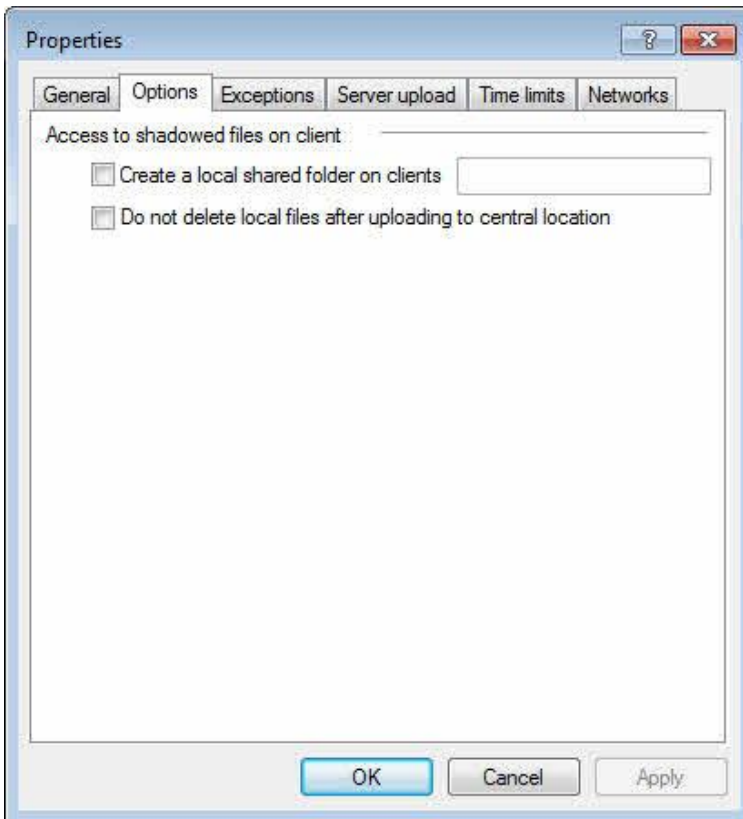 Properties
?
General Options Exceptions Server upload Time limits Networks
Access to shadowed files on client
Create a local shared folder on clients
Do not delete local files after uploading to central location
OK Cancel Apply